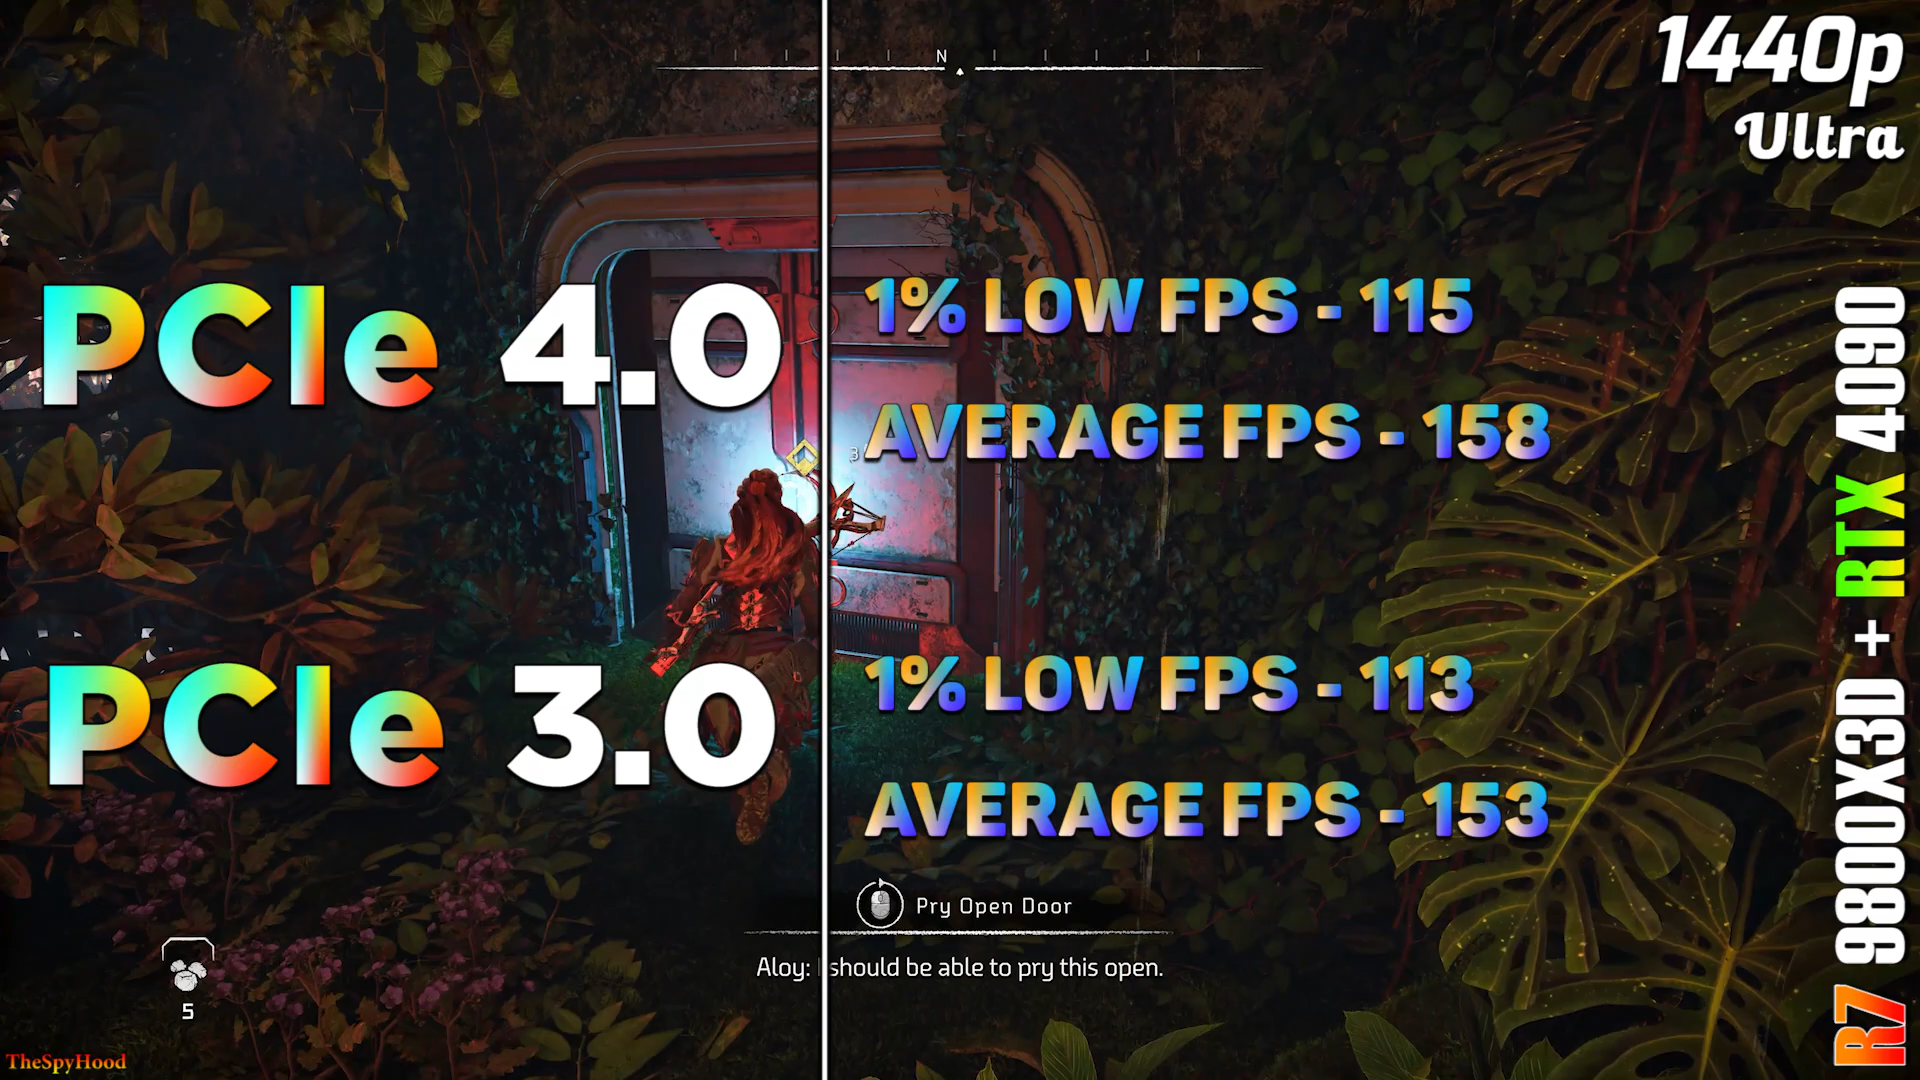 N
1440p
Ultra
PCIe 4.0
1% LOW FPS - 115
AVERAGE FPS - 158
3
PCIe 3.0
1% LOW FPS - 113
AVERAGE FPS - 153
R7 9800X3D + RTX 4090
Pry Open Door
Aloy: I should be able to pry this open.
5
TheSpyHood